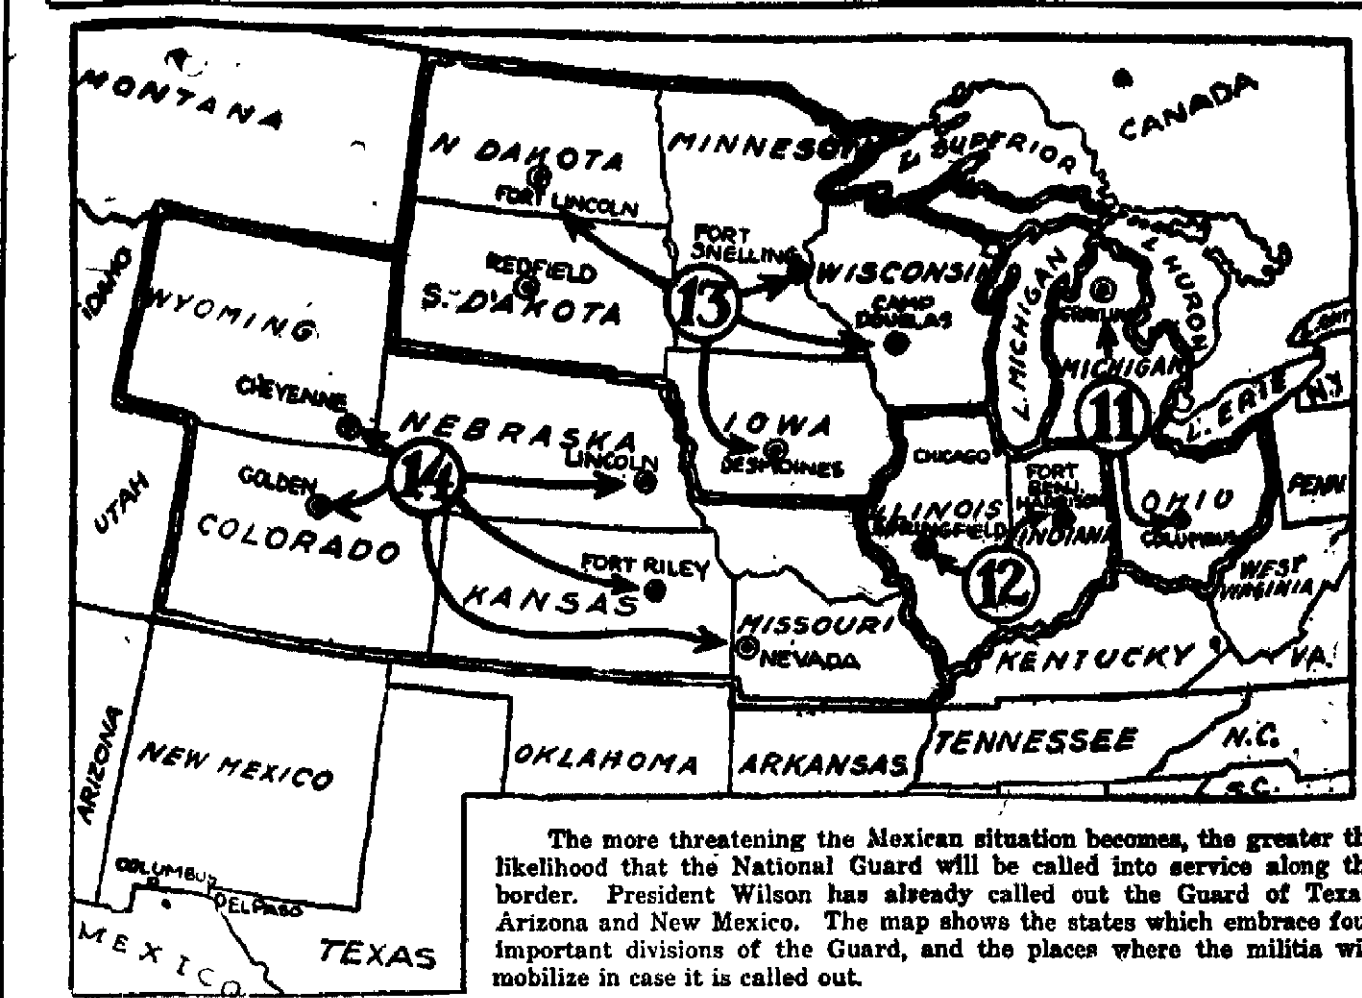 MONTANA
CANADA
N DAKOTA
FORT LINCOLN
MINNESOTA
L SUPERIOR
IDAHO
WYOMING
REDFIELD
S. DAKOTA
FORT
SNELLING
13
WISCONSIN
CAMP
DOUGLAS
L. MICHIGAN
L HURON
MICHIGAN
11
L. ERIE
N.Y.
CHEYENNE
NEBRASKA
LINCOLN
IOWA
DESMOINES
CHICAGO
14
GOLDEN
UTAH
COLORADO
ILLINOIS
SPRINGFIELD
FORT
BENJ.
INDIANA
OHIO
COLUMBUS
PENN.
FORT RILEY
KANSAS
12
WEST
VIRGINIA
MISSOURI
NEVADA
KENTUCKY
VA.
ARIZONA
NEW MEXICO
OKLAHOMA
ARKANSAS
TENNESSEE
N.C.
S.C.
COLUMBUS
ELPASO
MEXICO
TEXAS
The more threatening the Mexican situation becomes, the greater th
likelihood that the National Guard will be called into service along th
border. President Wilson has already called out the Guard of Texa
Arizona and New Mexico. The map shows the states which embrace fou
important divisions of the Guard, and the places where the militia wi
mobilize in case it is called out.